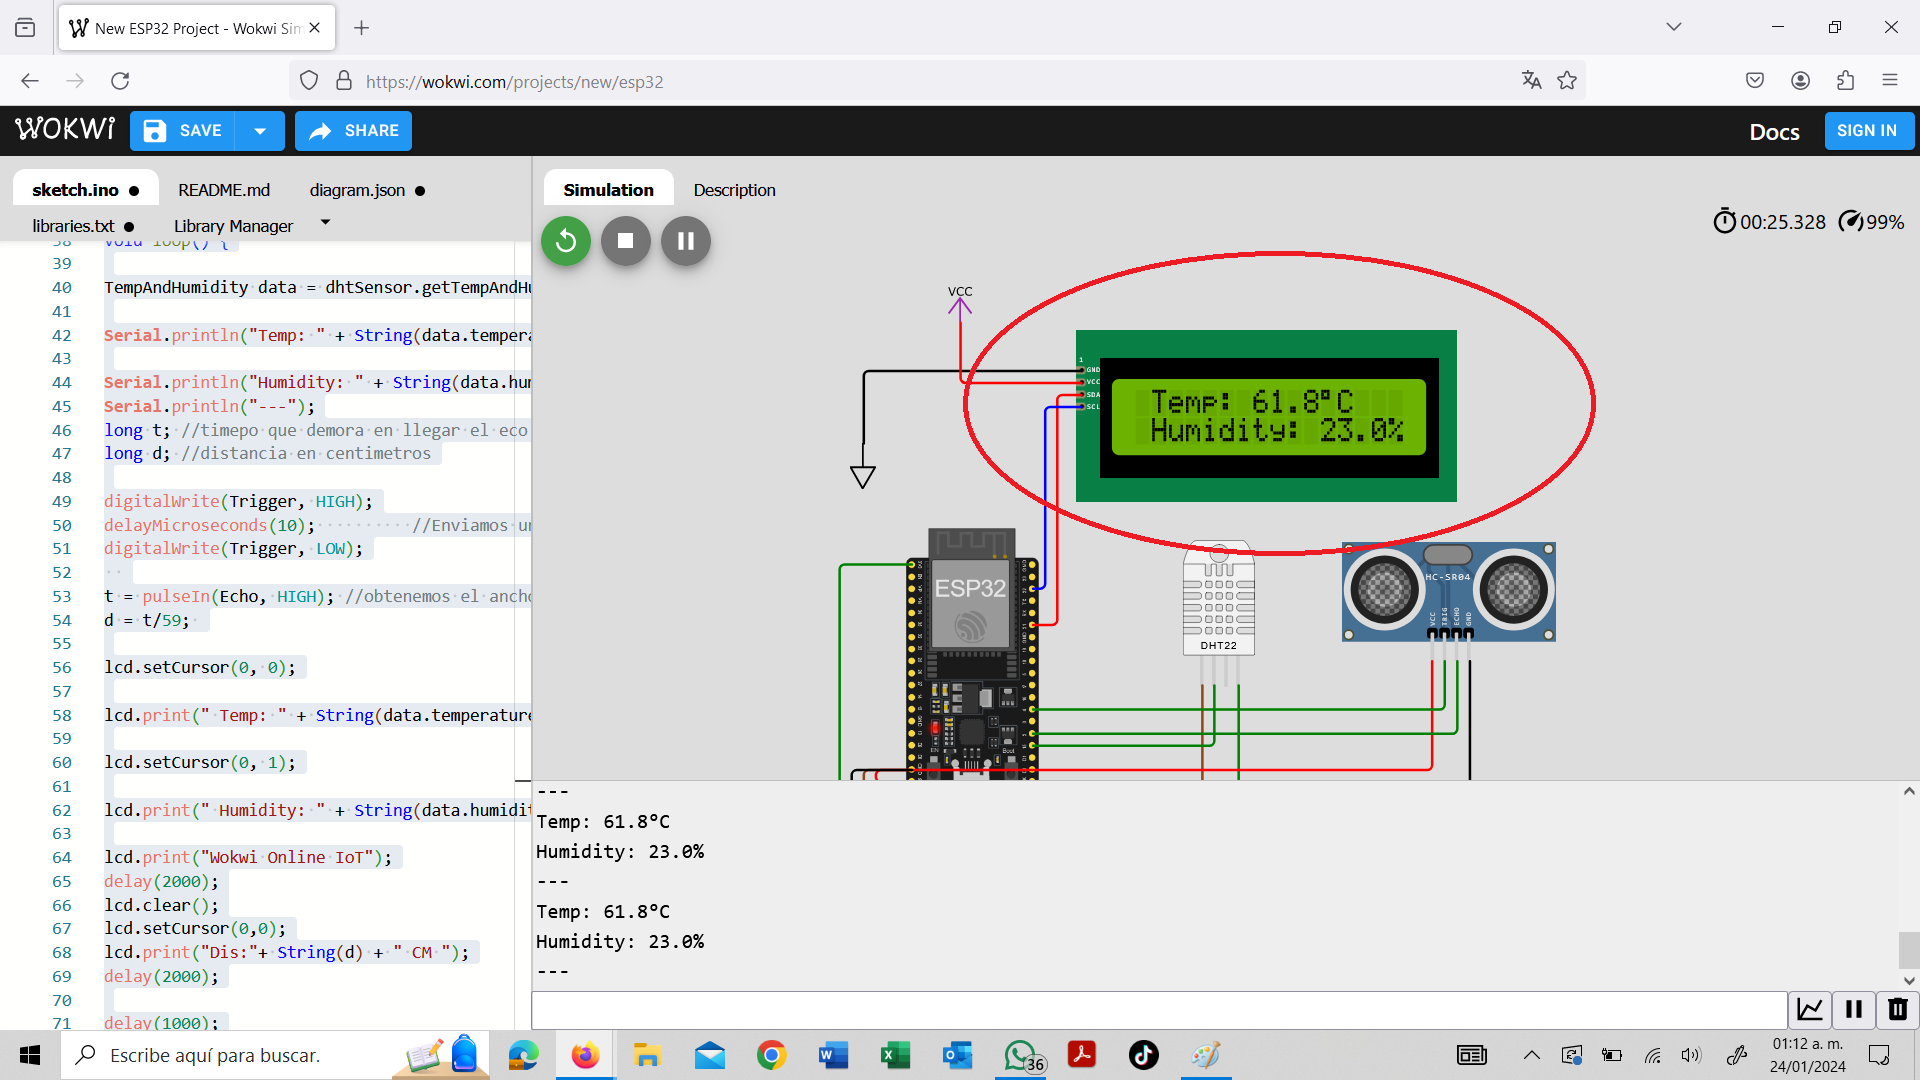 New ESP32 Project - Wokwi Sim
https://wokwi.com/projects/new/esp32
WOKWi
SAVE
SHARE
Docs
SIGN IN
sketch.ino ●
README.md
diagram.json ●
libraries.txt ●
Library Manager
Simulation
Description
00:25.328
99%
38 void loop() {
39
40 TempAndHumidity data = dhtSensor.getTempAndHu
41
42 Serial.println("Temp: " + String(data.tempera
43
44 Serial.println("Humidity: " + String(data.hum
45 Serial.println("---");
46 long t; //timepo que demora en llegar el eco
47 long d; //distancia en centimetros
48
49 digitalWrite(Trigger, HIGH);
50 delayMicroseconds(10); //Enviamos un
51 digitalWrite(Trigger, LOW);
52
53 t = pulseIn(Echo, HIGH); //obtenemos el ancho
54 d = t/59;
55
56 lcd.setCursor(0, 0);
57
58 lcd.print(" Temp: " + String(data.temperature
59
60 lcd.setCursor(0, 1);
61
62 lcd.print(" Humidity: " + String(data.humidit
63
64 lcd.print("Wokwi Online IoT");
65 delay(2000);
66 lcd.clear();
67 lcd.setCursor(0,0);
68 lcd.print("Dis:"+ String(d) + " CM ");
69 delay(2000);
70
71 delay(1000);
VCC
1
GND
VCC
SDA
SCL
Temp: 61.8°C
Humidity: 23.0%
ESP32
EN
Boot
DHT22
HC-SR04
VCC
TRIG
ECHO
GND
---
Temp: 61.8°C
Humidity: 23.0%
---
Temp: 61.8°C
Humidity: 23.0%
---
Escribe aquí para buscar.
36
01:12 a. m.
24/01/2024